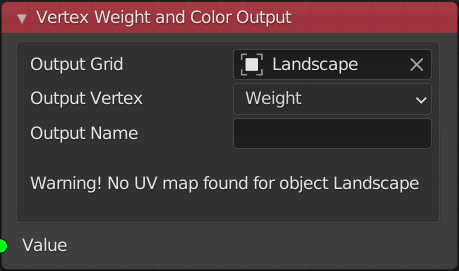 Vertex Weight and Color Output
Output Grid Landscape
Output Vertex Weight
Output Name
Warning! No UV map found for object Landscape
Value